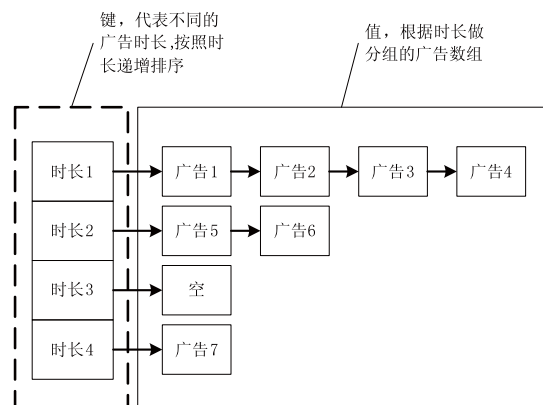 键，代表不同的
广告时长,按照时
长递增排序
值，根据时长做
分组的广告数组
时长1 广告1 广告2 广告3 广告4
时长2 广告5 广告6
时长3 空
时长4 广告7